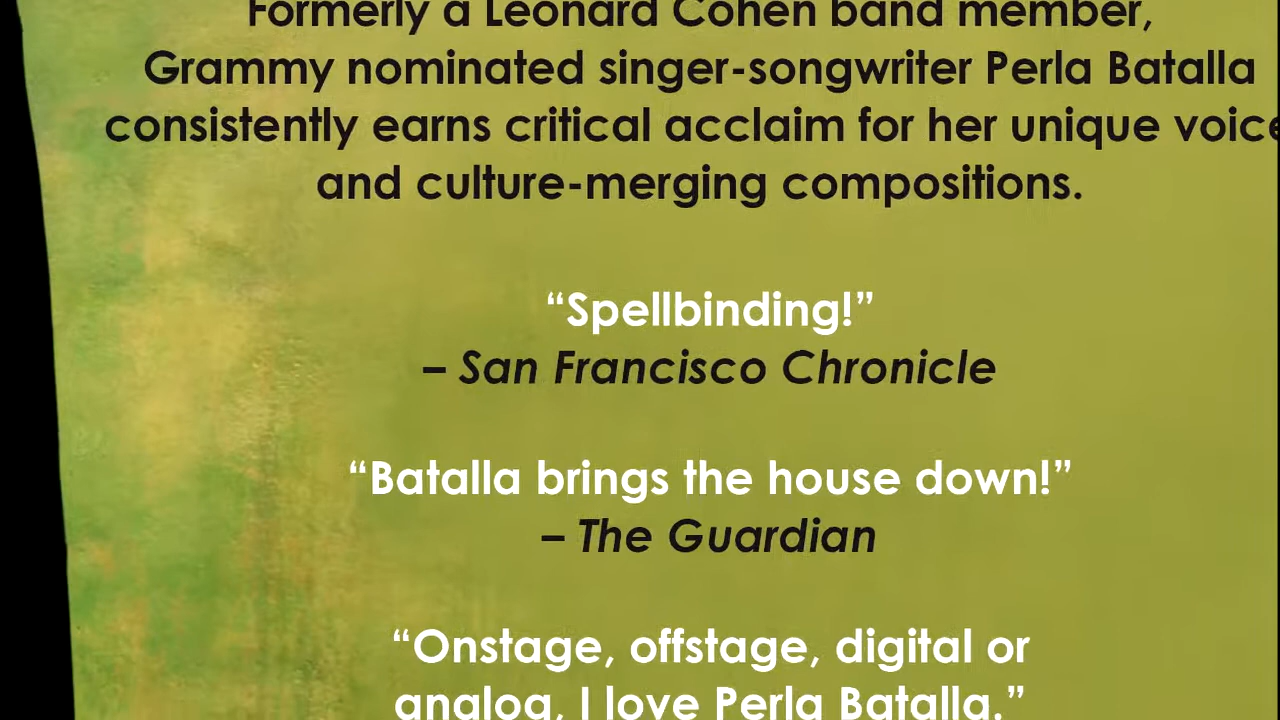 Formerly a Leonard Cohen band member,
Grammy nominated singer-songwriter Perla Batalla
consistently earns critical acclaim for her unique voice
and culture-merging compositions.
“Spellbinding!”
– San Francisco Chronicle
“Batalla brings the house down!”
– The Guardian
“Onstage, offstage, digital or
analog, I love Perla Batalla.”